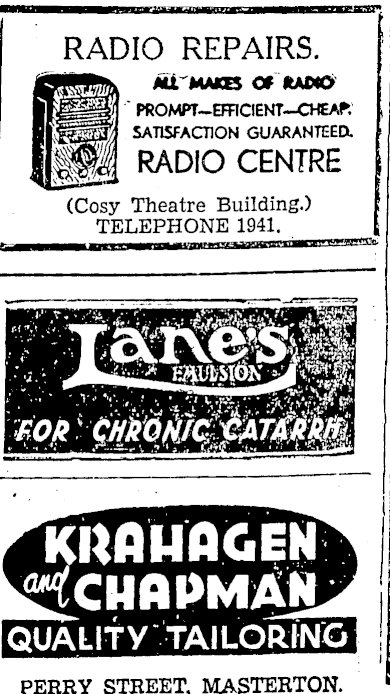 RADIO REPAIRS.
ALL MAKES OF RADIO
PROMPT—EFFICIENT—CHEAP.
SATISFACTION GUARANTEED.
RADIO CENTRE
(Cosy Theatre Building.)
TELEPHONE 1941.
Lane's
EMULSION
FOR CHRONIC CATARRH
KRAHAGEN
and CHAPMAN
QUALITY TAILORING
PERRY STREET, MASTERTON.